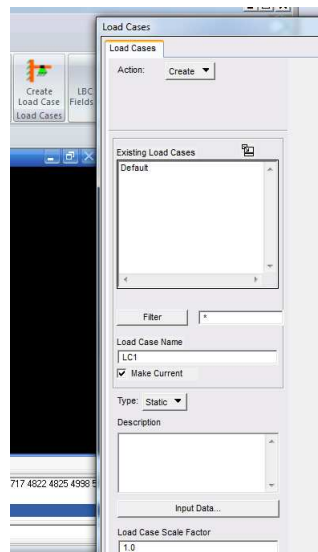 Load Cases
Load Cases
Action: Create
Create
Load Case
LBC
Fields
Load Cases
Existing Load Cases
Default
Filter *
Load Case Name
LC1
Make Current
Type: Static
Description
717 4822 4825 4998
Input Data...
Load Case Scale Factor
1.0